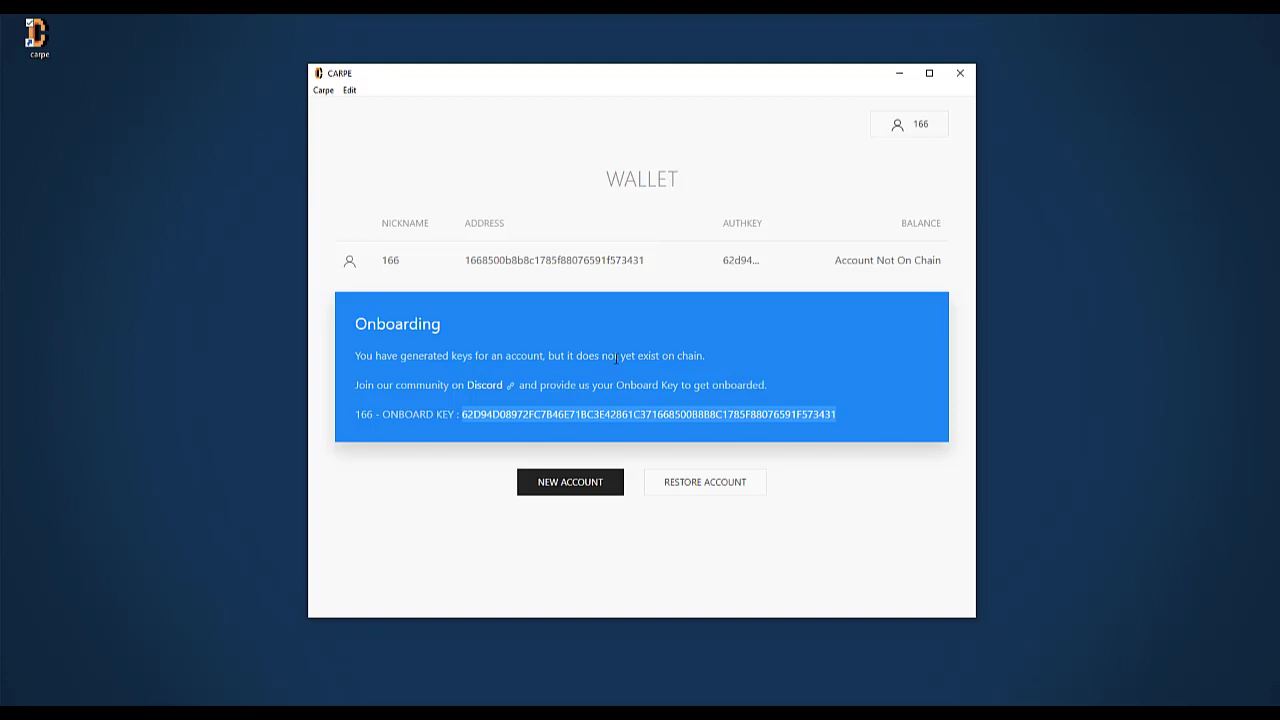 carpe
CARPE
Carpe Edit
166
WALLET
NICKNAME ADDRESS AUTHKEY BALANCE
166 1668500b8b8c1785f88076591f573431 62d94... Account Not On Chain
Onboarding
You have generated keys for an account, but it does not yet exist on chain.
Join our community on Discord and provide us your Onboard Key to get onboarded.
166 - ONBOARD KEY : 62D94D08972FC7B46E71BC3E42861C371668500B8B8C1785F88076591F573431
NEW ACCOUNT RESTORE ACCOUNT